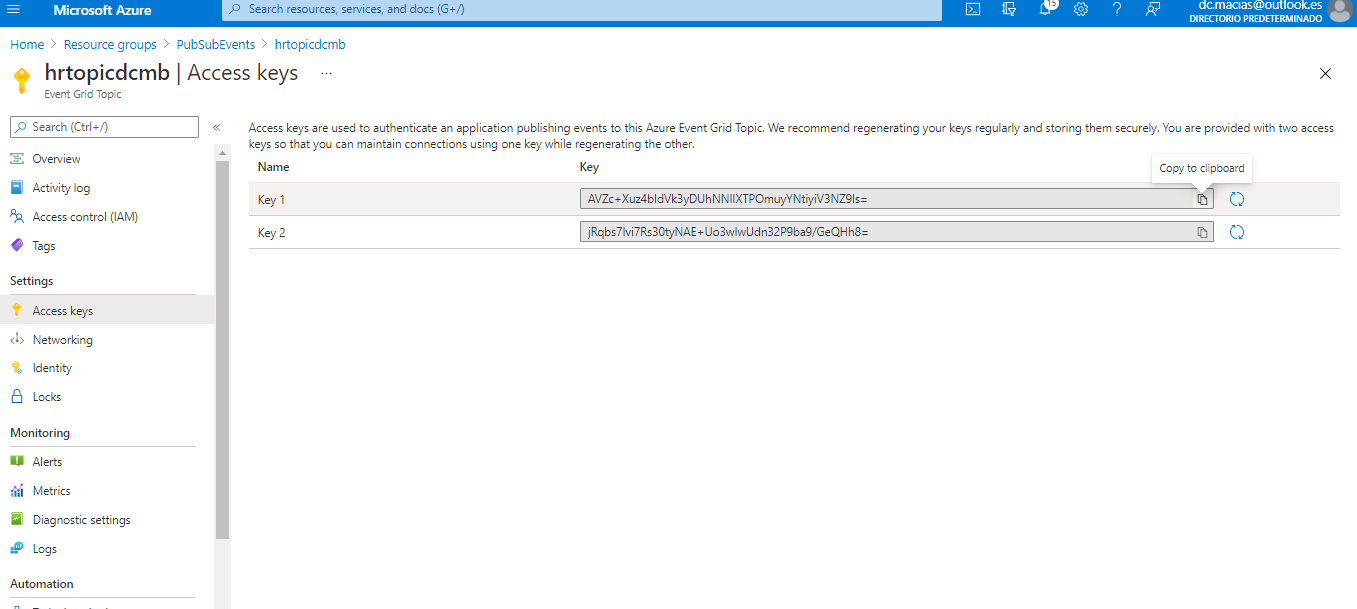 Microsoft Azure
Search resources, services, and docs (G+/)
15
dc.macias@outlook.es
DIRECTORIO PREDETERMINADO
Home > Resource groups > PubSubEvents > hrtopicdcmb
hrtopicdcmb | Access keys ...
Event Grid Topic
Search (Ctrl+/)
«
Access keys are used to authenticate an application publishing events to this Azure Event Grid Topic. We recommend regenerating your keys regularly and storing them securely. You are provided with two access
keys so that you can maintain connections using one key while regenerating the other.
Name Key
Copy to clipboard
Key 1
Key 2
Overview
Activity log
Access control (IAM)
Tags
Settings
Access keys
Networking
Identity
Locks
Monitoring
Alerts
Metrics
Diagnostic settings
Logs
Automation